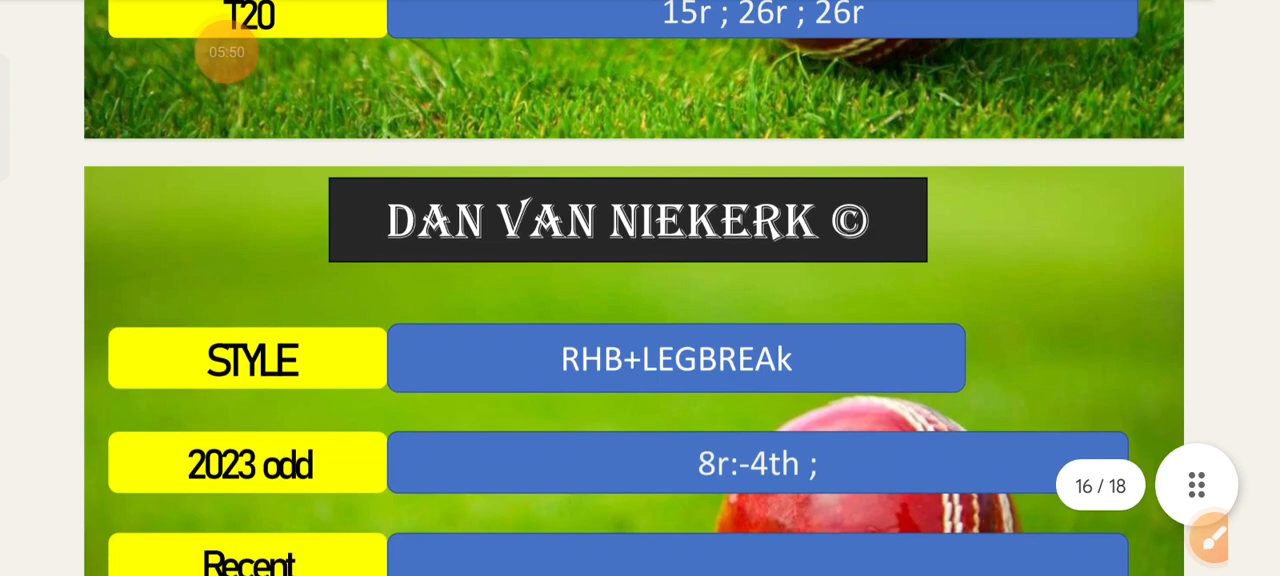 T20
15r ; 26r ; 26r
05:50
DAN VAN NIEKERK ©
STYLE
RHB+LEGBREAk
2023 odd
8r:-4th ;
16 / 18
Recent